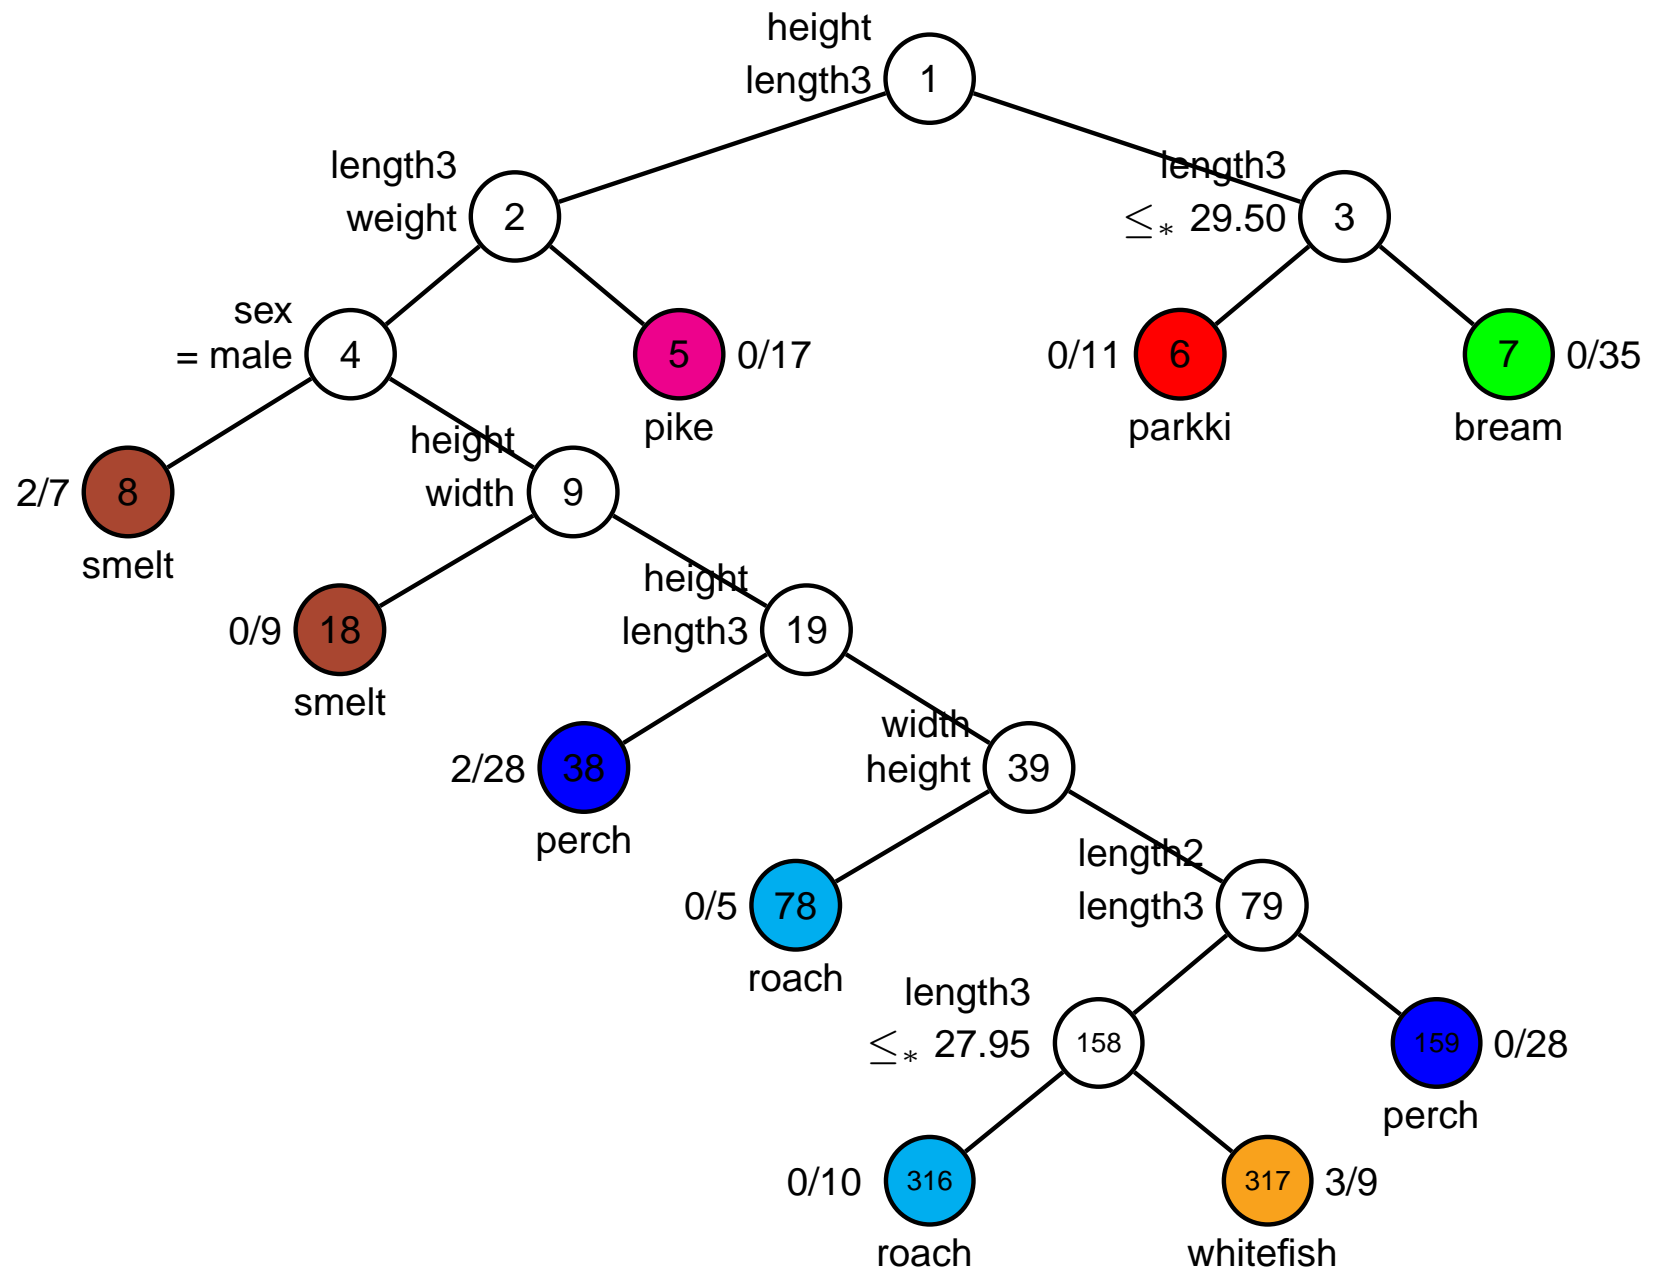 height
length3
1
length3
weight
2
length3
≤* 29.50
3
sex
= male
4
5
0/17
pike
0/11
6
parkki
7
0/35
bream
2/7
8
smelt
height
width
9
0/9
18
smelt
height
length3
19
2/28
38
perch
width
height
39
0/5
78
roach
length2
length3
79
length3
≤* 27.95
158
159
0/28
perch
0/10
316
roach
317
3/9
whitefish